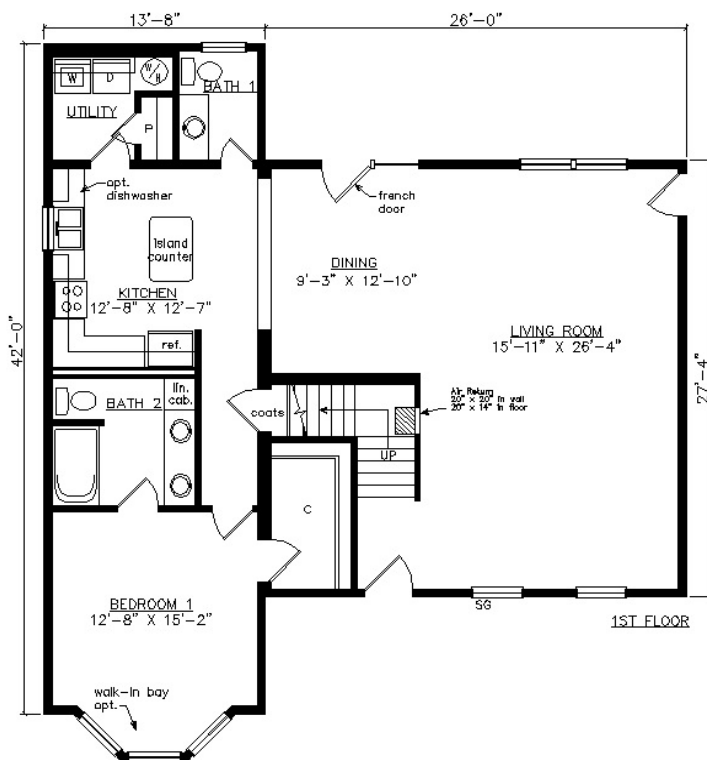 13'-8" 26'-0"
W D W/H
BATH 1
UTILITY
P
opt.
dishwasher
french
door
Island
counter
DINING
9'-3" X 12'-10"
KITCHEN
12'-8" X 12'-7"
LIVING ROOM
15'-11" X 26'-4"
ref.
42'-0"
27'-4"
lin.
cab.
BATH 2
coats
Air Return
20" x 20" in wall
20" x 14" in floor
UP
C
BEDROOM 1
12'-8" X 15'-2"
SG
1ST FLOOR
walk-in bay
opt.